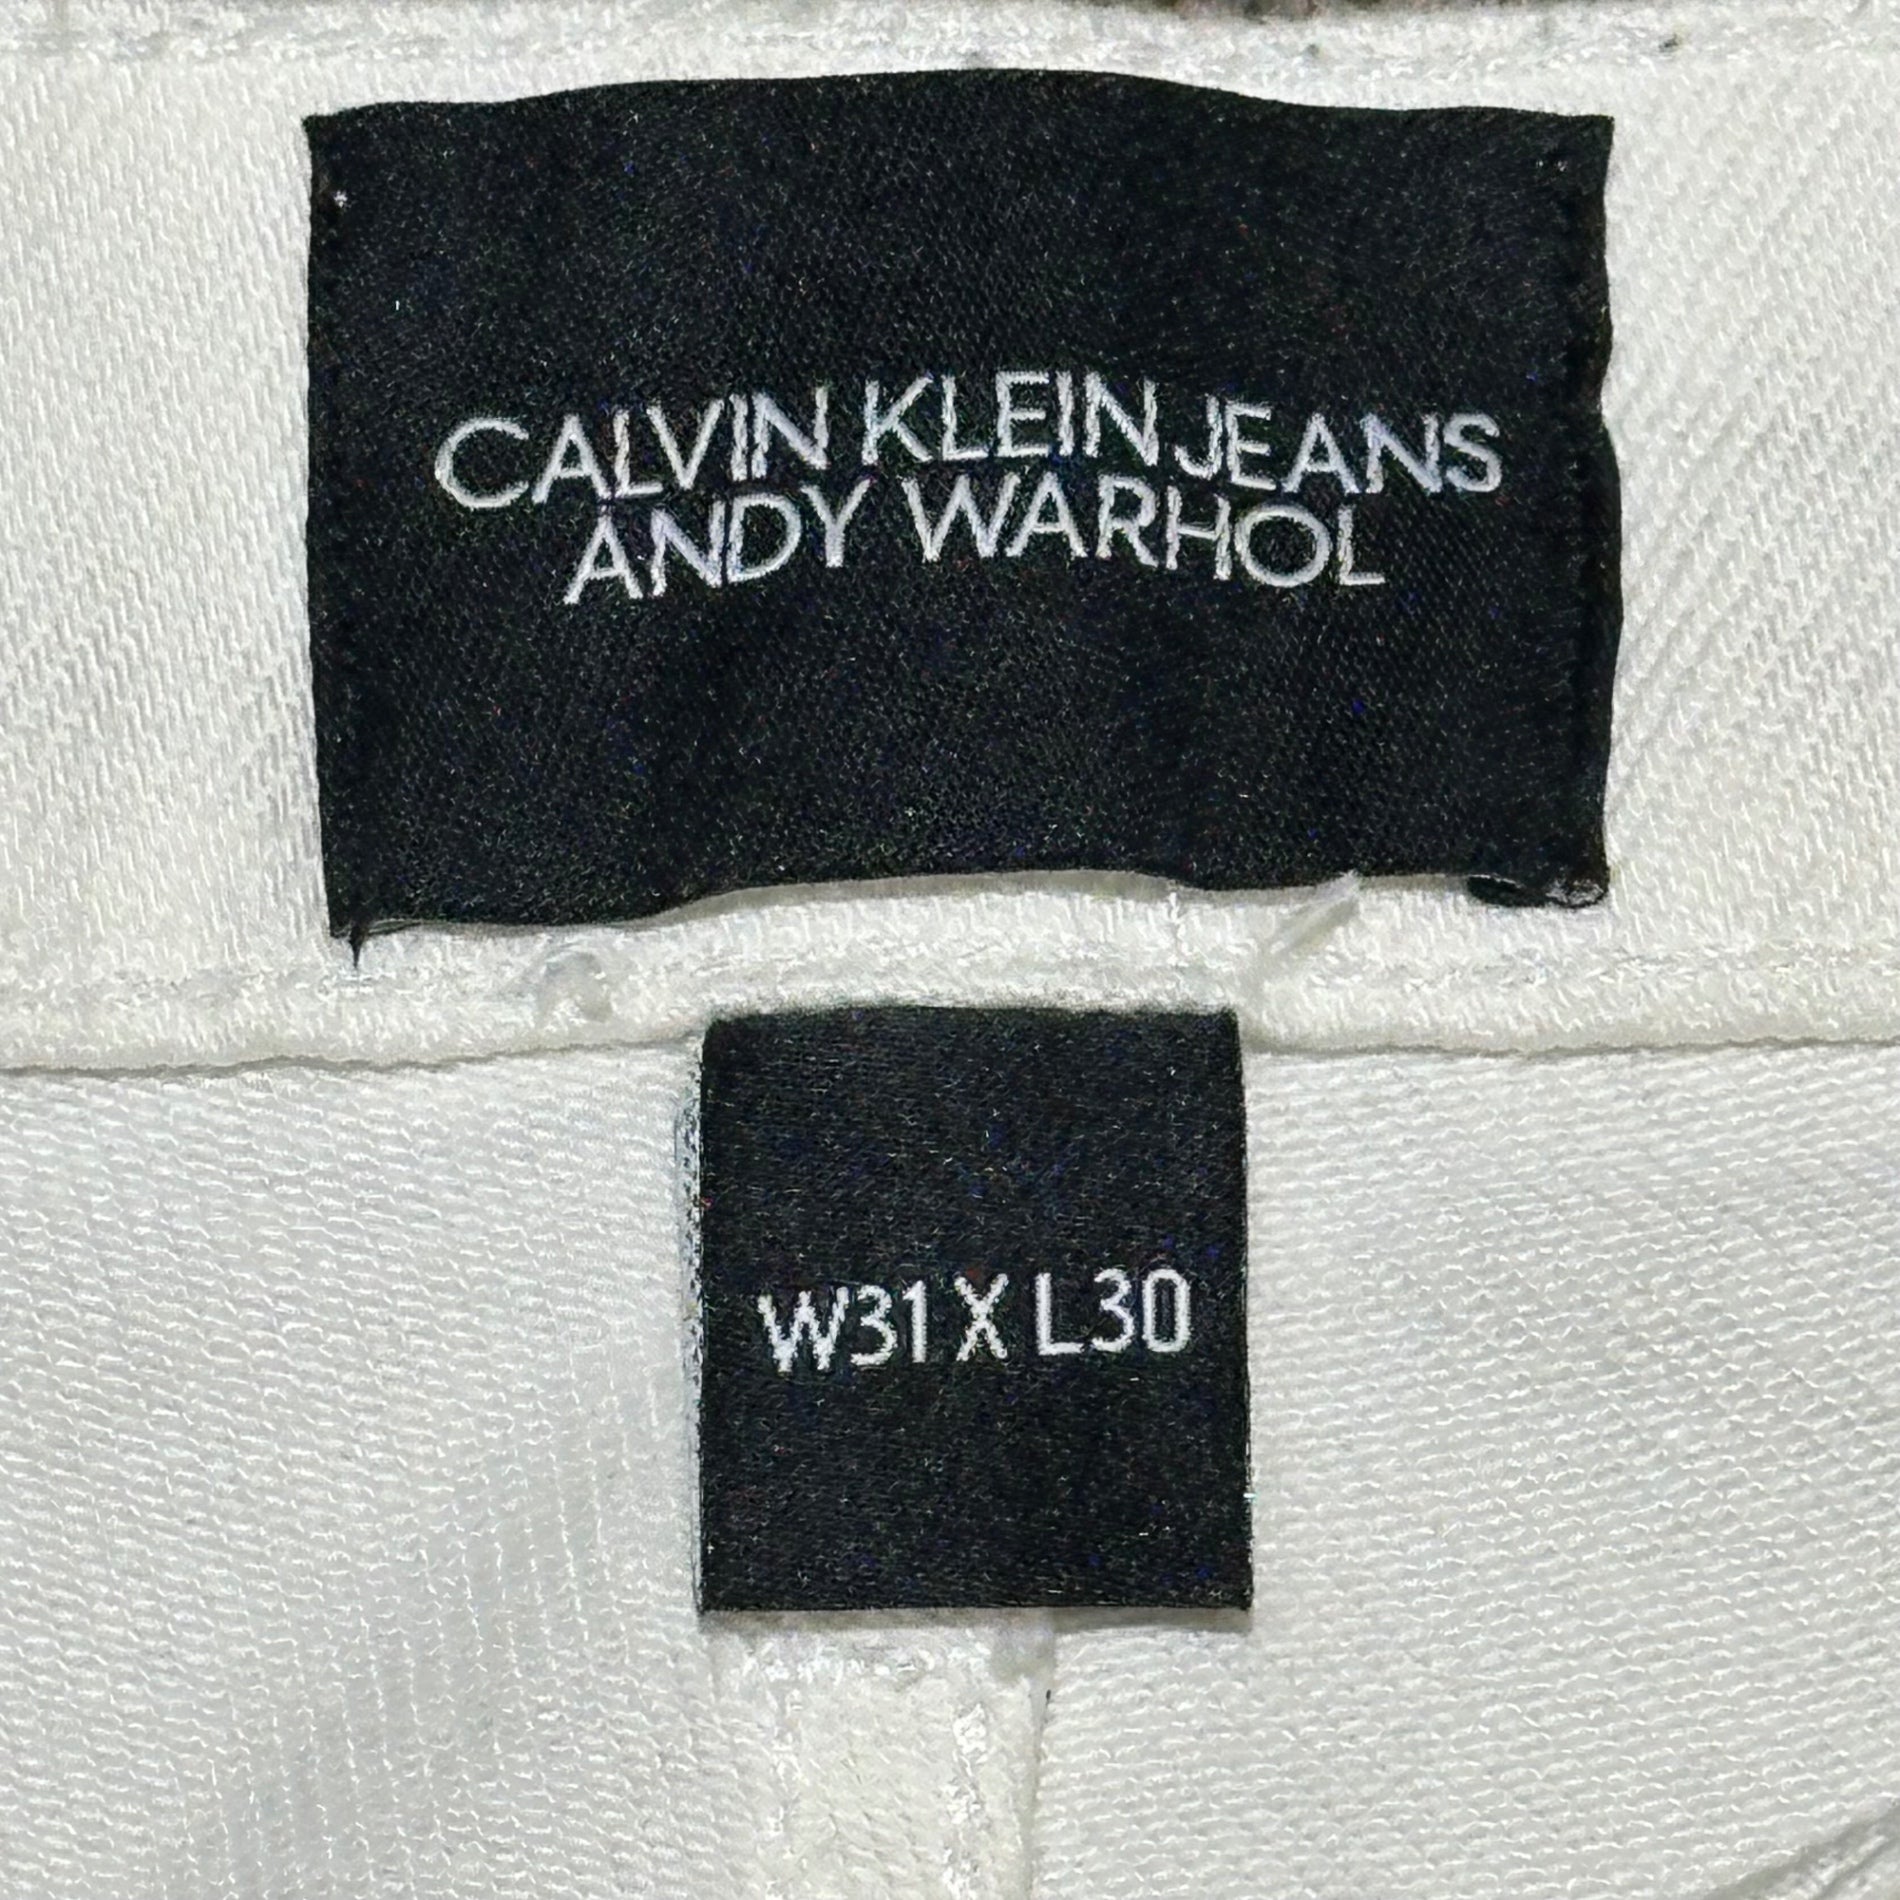 CALVIN KLEIN JEANS
ANDY WARHOL
W31 X L30